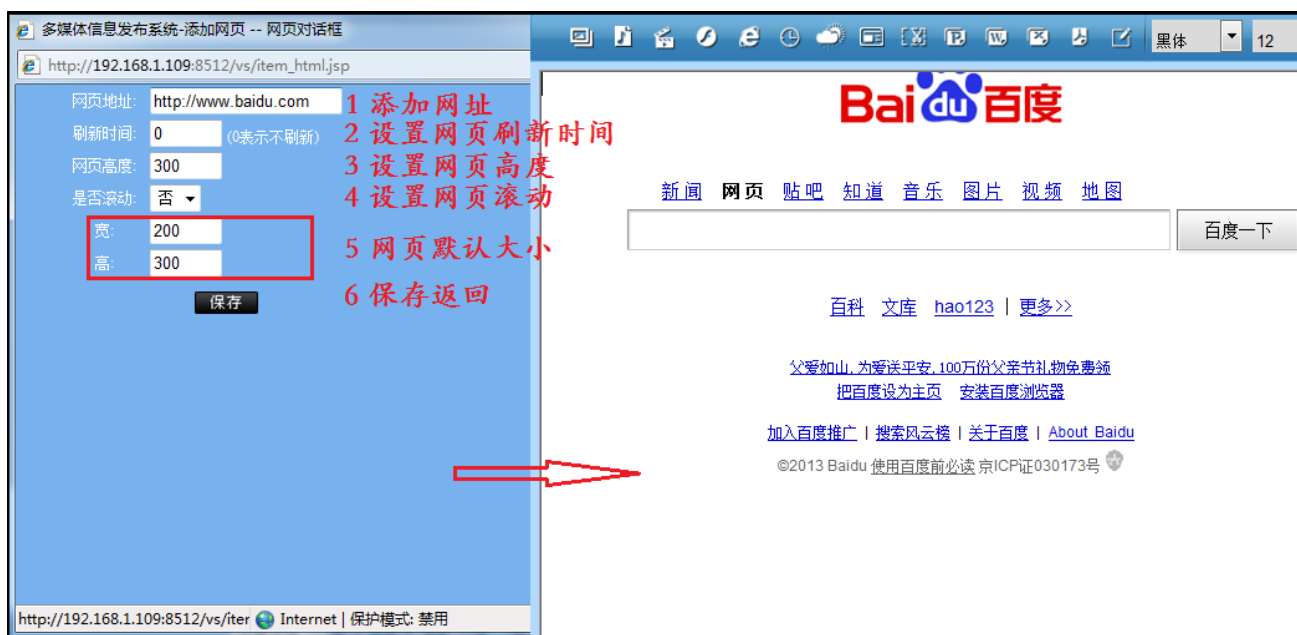 多媒体信息发布系统-添加网页 -- 网页对话框
http://192.168.1.109:8512/vs/item_html.jsp
网页地址: http://www.baidu.com 1 添加网址
刷新时间: 0 (0表示不刷新) 2 设置网页刷新时间
网页高度: 300 3 设置网页高度
是否滚动: 否 4 设置网页滚动
宽: 200
高: 300
5 网页默认大小
保存 6 保存返回
http://192.168.1.109:8512/vs/iter Internet | 保护模式: 禁用
黑体 12
Bai du 百度
新闻 网页 贴吧 知道 音乐 图片 视频 地图
百度一下
百科 文库 hao123 | 更多>>
父爱如山，为爱送平安，100万份父亲节礼物免费领
把百度设为主页 安装百度浏览器
加入百度推广 | 搜索风云榜 | 关于百度 | About Baidu
©2013 Baidu 使用百度前必读 京ICP证030173号